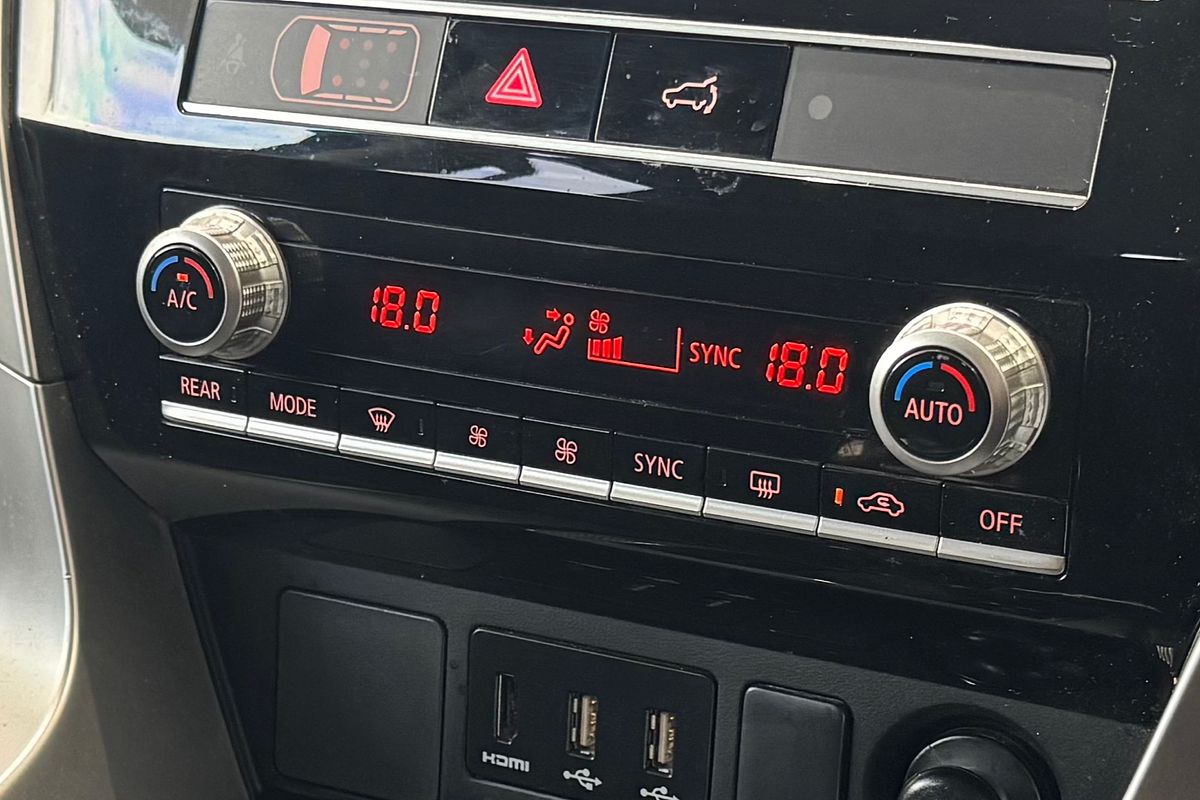 A/C
18.0
SYNC
18.0
AUTO
REAR
MODE
SYNC
OFF
HDMI